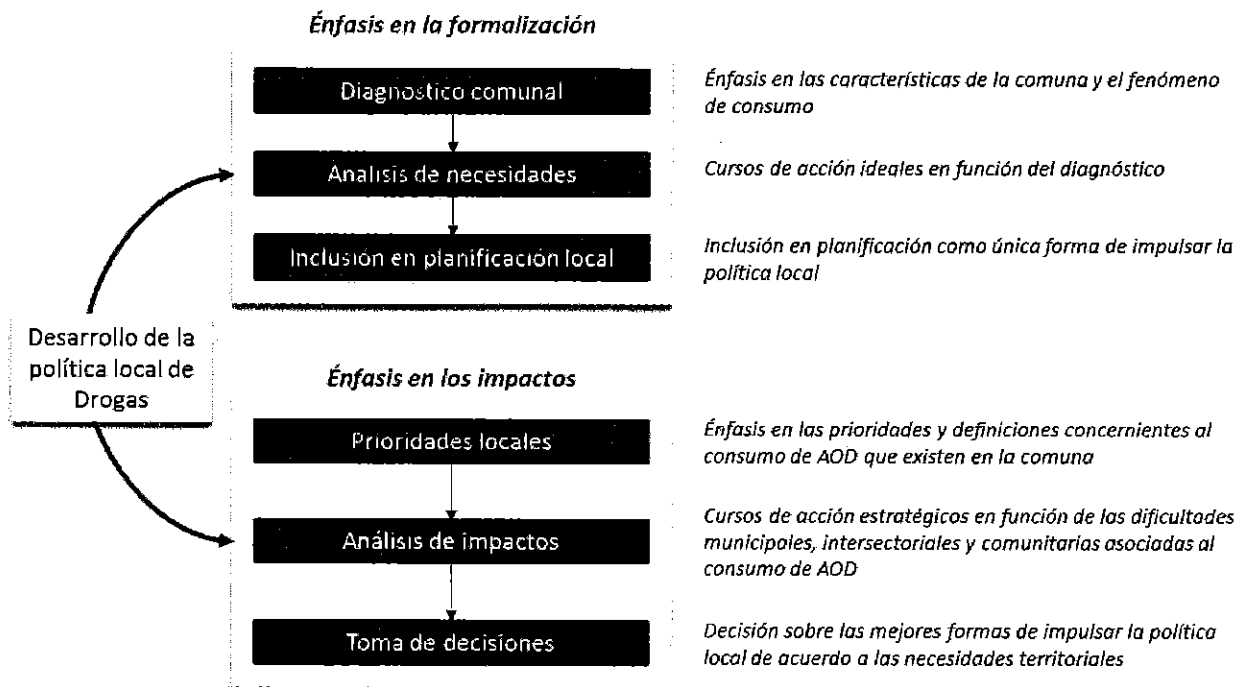 Énfasis en la formalización
Diagnostico comunal
Énfasis en las características de la comuna y el fenómeno
de consumo
Analisis de necesidades
Cursos de acción ideales en función del diagnóstico
Inclusión en planificación local
Inclusión en planificación como única forma de impulsar la
política local
Desarrollo de la
política local de
Drogas
Énfasis en los impactos
Prioridades locales
Énfasis en las prioridades y definiciones concernientes al
consumo de AOD que existen en la comuna
Análisis de impactos
Cursos de acción estratégicos en función de las dificultades
municipales, intersectoriales y comunitarias asociadas al
consumo de AOD
Toma de decisiones
Decisión sobre las mejores formas de impulsar la política
local de acuerdo a las necesidades territoriales